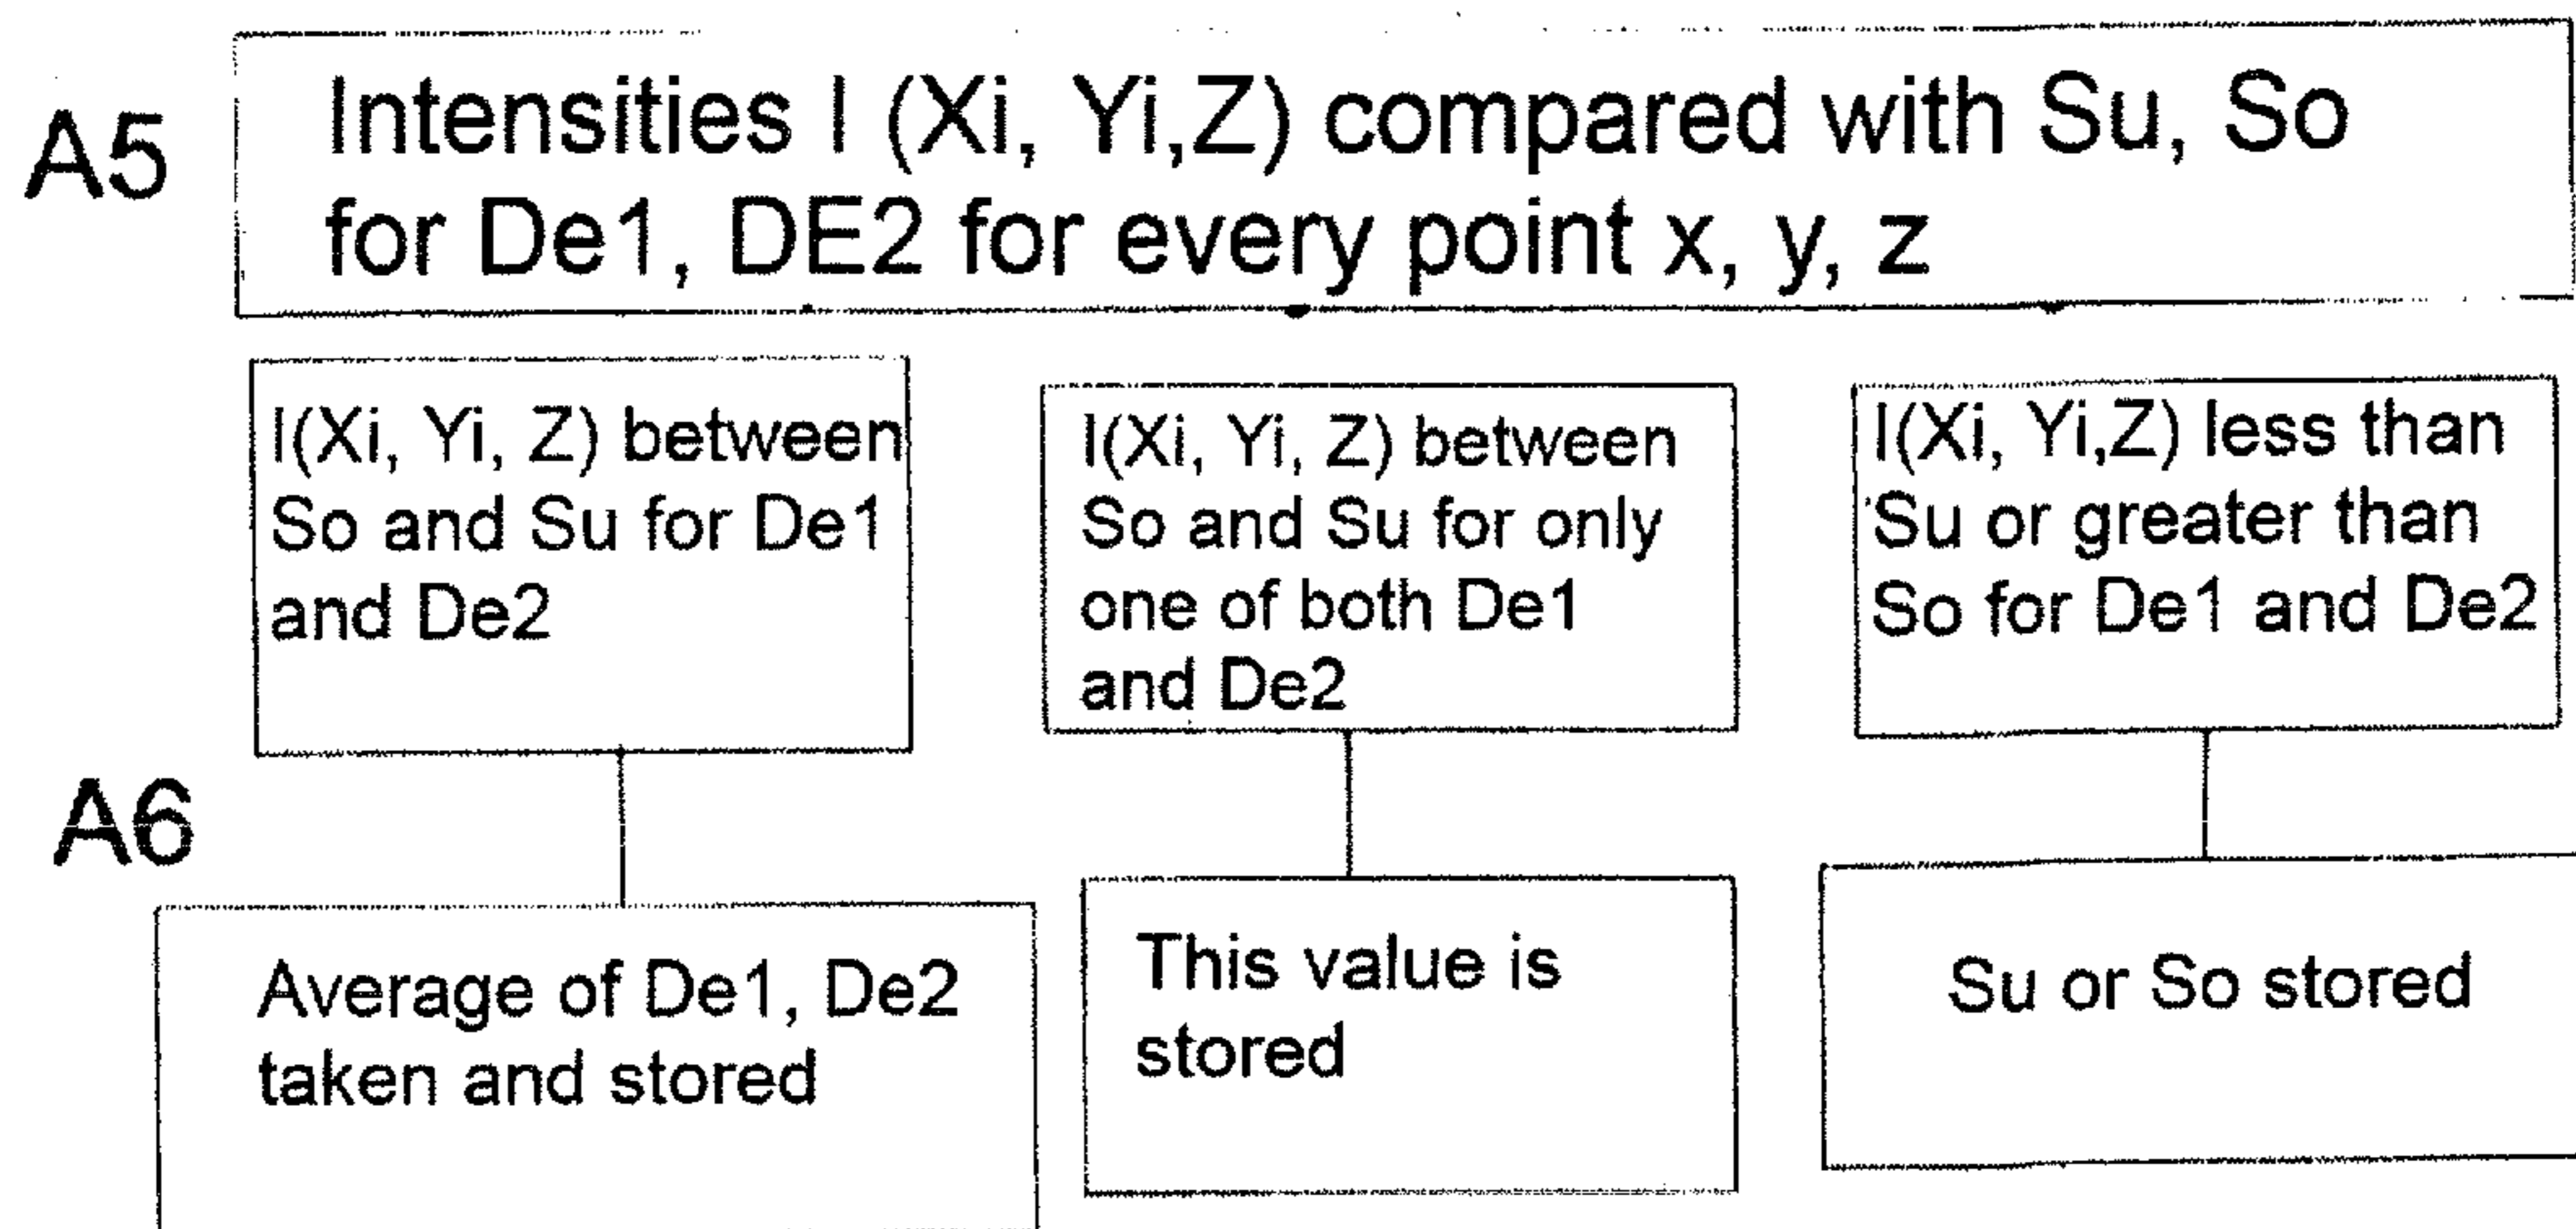 A5
Intensities I (Xi, Yi,Z) compared with Su, So
for De1, DE2 for every point x, y, z
I(Xi, Yi, Z) between
So and Su for De1
and De2
I(Xi, Yi, Z) between
So and Su for only
one of both De1
and De2
I(Xi, Yi,Z) less than
Su or greater than
So for De1 and De2
A6
Average of De1, De2
taken and stored
This value is
stored
Su or So stored